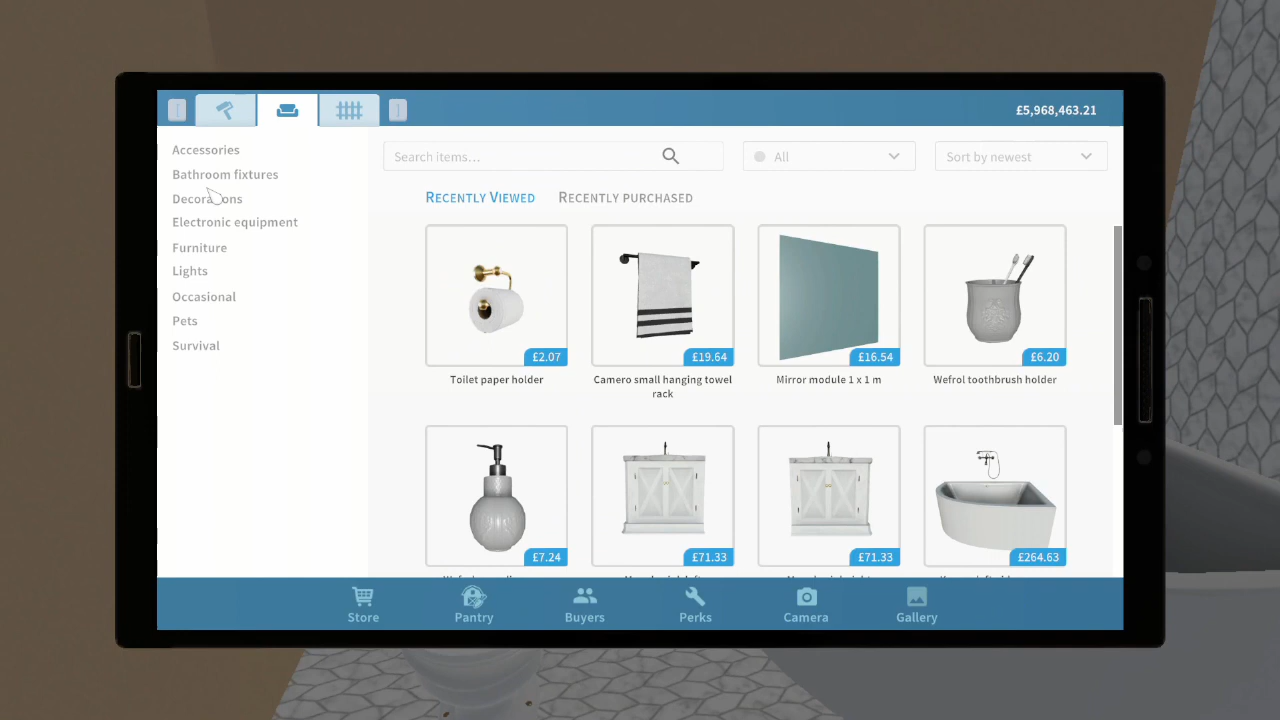 £5,968,463.21
Accessories
Bathroom fixtures
Decorations
Electronic equipment
Furniture
Lights
Occasional
Pets
Survival
Search items...
All
Sort by newest
RECENTLY VIEWED
RECENTLY PURCHASED
£2.07
£19.64
£16.54
£6.20
Toilet paper holder
Camero small hanging towel
rack
Mirror module 1 x 1 m
Wefrol toothbrush holder
£7.24
£71.33
£71.33
£264.63
Store
Pantry
Buyers
Perks
Camera
Gallery